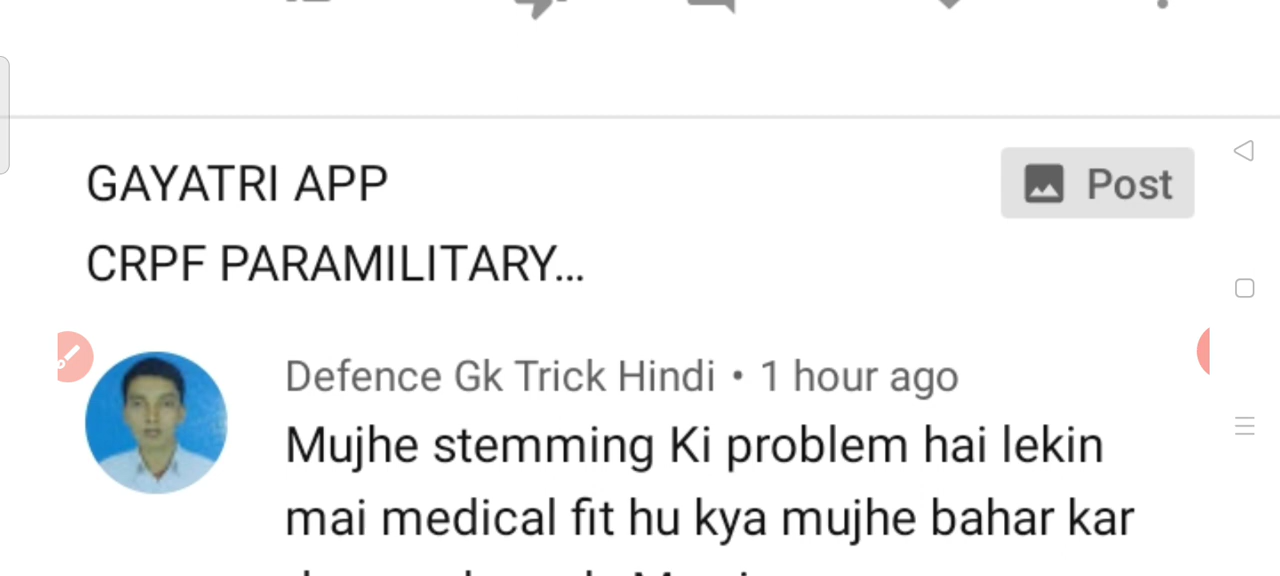 GAYATRI APP
Post
CRPF PARAMILITARY...
Defence Gk Trick Hindi • 1 hour ago
Mujhe stemming Ki problem hai lekin
mai medical fit hu kya mujhe bahar kar